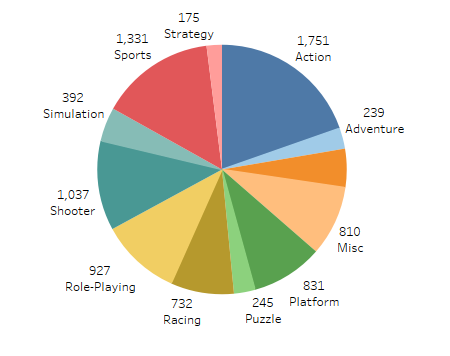 175
Strategy
1,751
Action
239
Adventure
810
Misc
831
Platform
245
Puzzle
732
Racing
927
Role-Playing
1,037
Shooter
392
Simulation
1,331
Sports